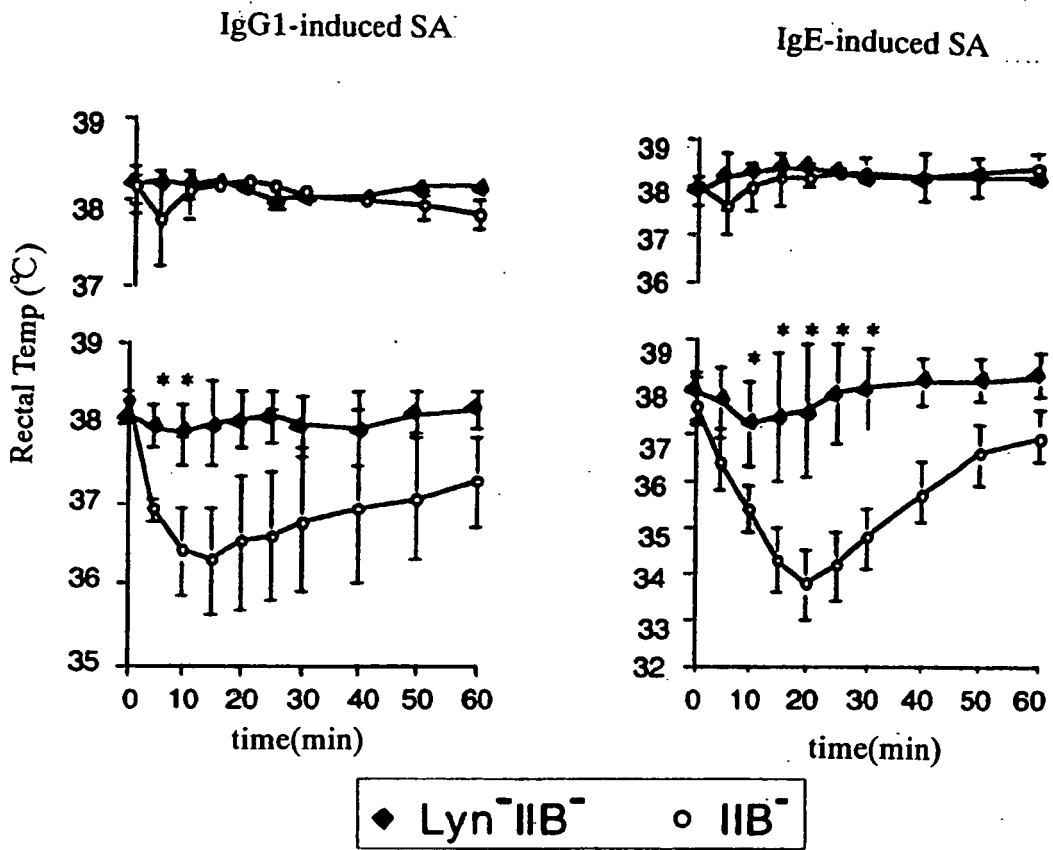 IgG1-induced SA
IgE-induced SA
Rectal Temp (℃)
39
38
37
39
38
37
36
39
38
37
36
35
* *
0 10 20 30 40 50 60
time(min)
39
38
37
36
35
34
33
32
* * * * *
0 10 20 30 40 50 60
time(min)
◆ Lyn⁻IIB⁻ ○ IIB⁻